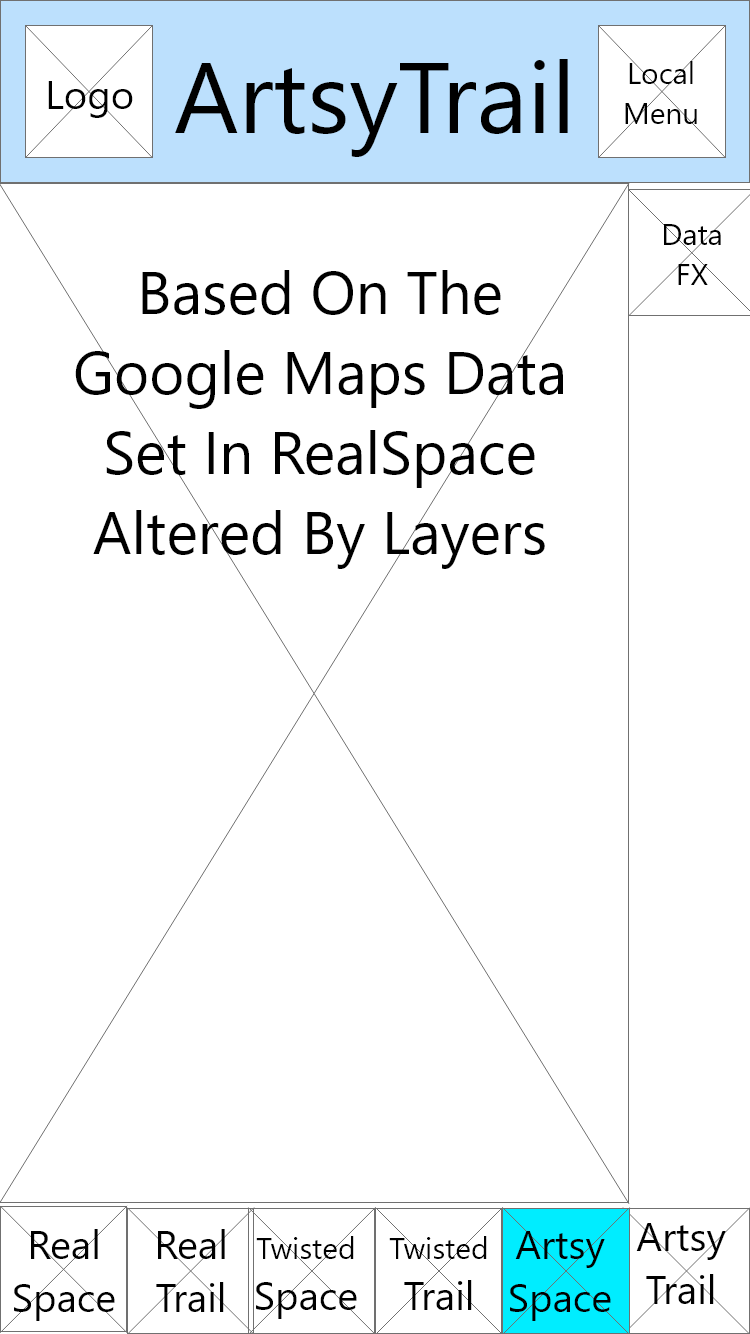 Logo
ArtsyTrail
Local
Menu
Data
FX
Based On The
Google Maps Data
Set In RealSpace
Altered By Layers
Real
Space
Real
Trail
Twisted
Space
Twisted
Trail
Artsy
Space
Artsy
Trail